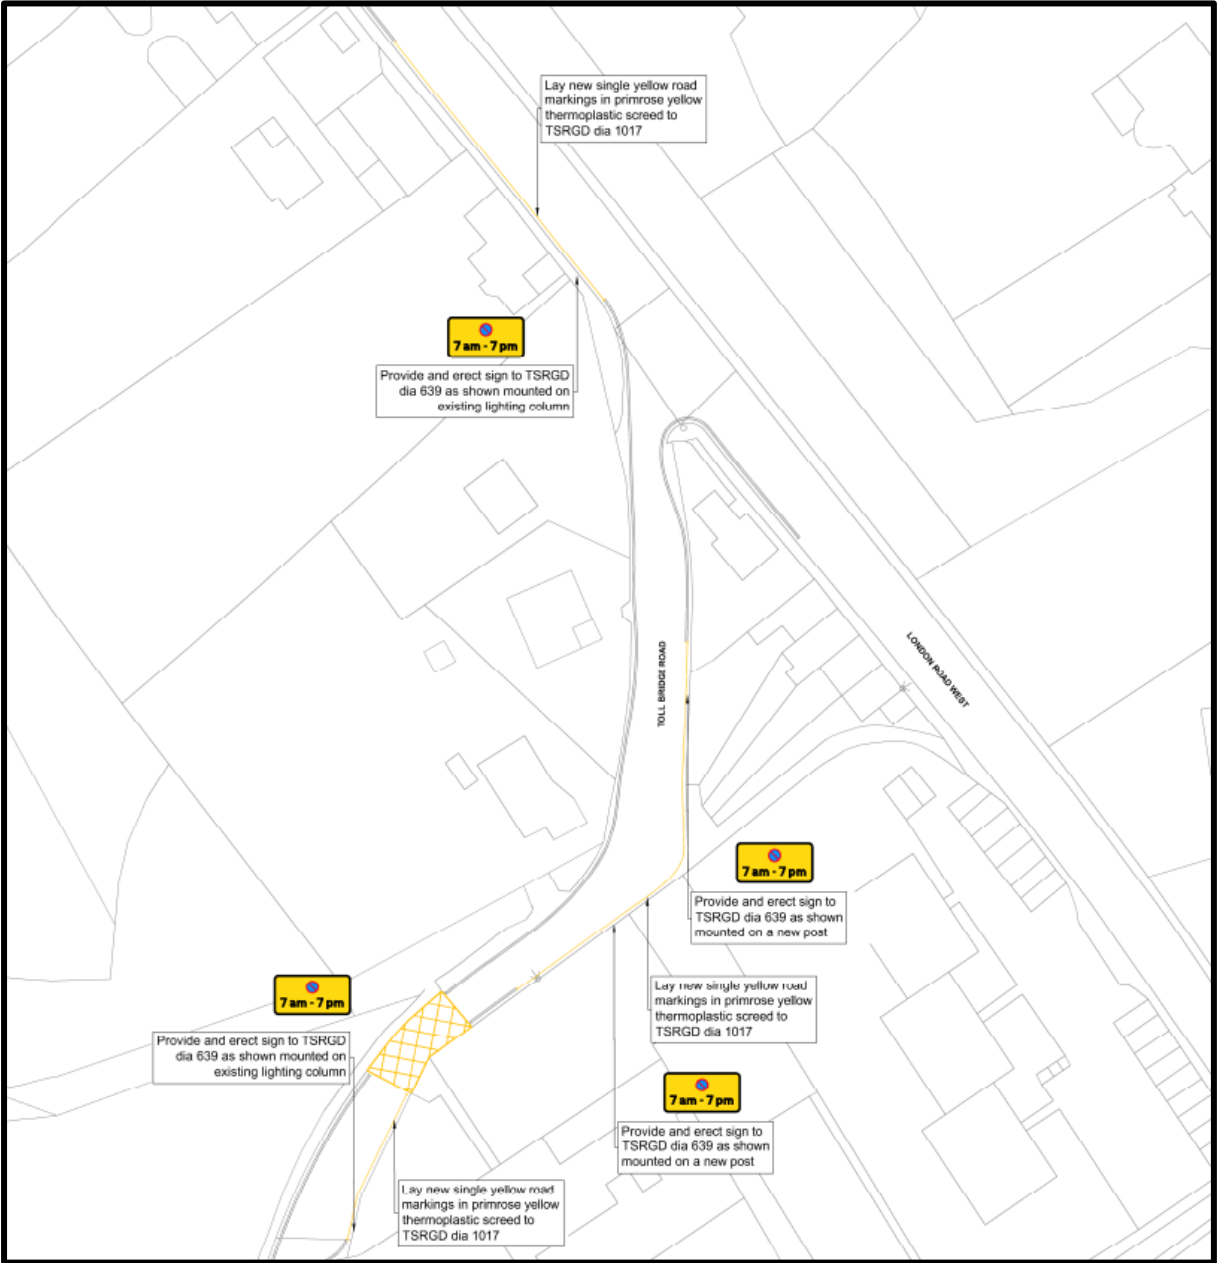 Lay new single yellow road
markings in primrose yellow
thermoplastic screed to
TSRGD dia 1017
7 am - 7 pm
Provide and erect sign to TSRGD
dia 639 as shown mounted on
existing lighting column
TOLL BRIDGE ROAD
LONDON ROAD WEST
7 am - 7 pm
Provide and erect sign to
TSRGD dia 639 as shown
mounted on a new post
7 am - 7 pm
Provide and erect sign to TSRGD
dia 639 as shown mounted on
existing lighting column
Lay new single yellow road
markings in primrose yellow
thermoplastic screed to
TSRGD dia 1017
7 am - 7 pm
Provide and erect sign to
TSRGD dia 639 as shown
mounted on a new post
Lay new single yellow road
markings in primrose yellow
thermoplastic screed to
TSRGD dia 1017